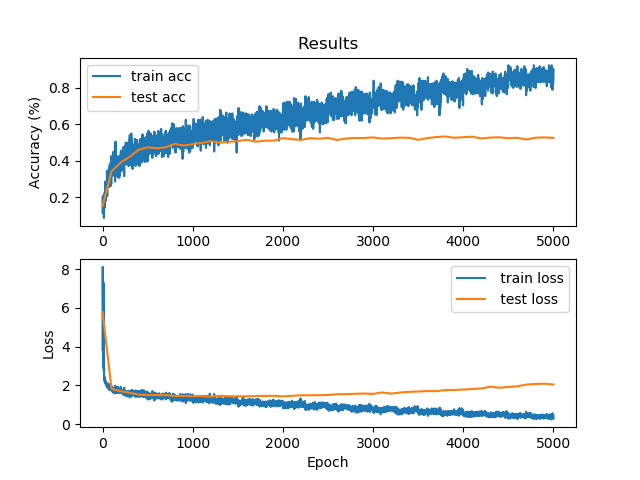 Results
Accuracy (%)
0.8
0.6
0.4
0.2
train acc
test acc
0 1000 2000 3000 4000 5000
Loss
8
6
4
2
0
train loss
test loss
0 1000 2000 3000 4000 5000
Epoch